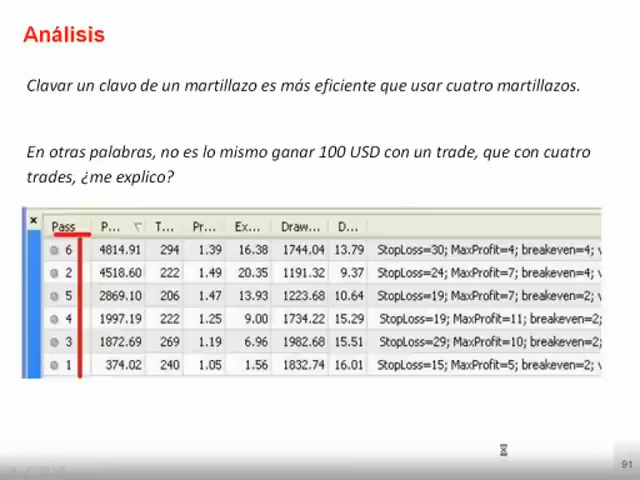 Análisis
Clavar un clavo de un martillazo es más eficiente que usar cuatro martillazos.
En otras palabras, no es lo mismo ganar 100 USD con un trade, que con cuatro
trades, ¿me explico?
Pass P... T... Pr... Ex... Draw... D...
6 4814.91 294 1.39 16.38 1744.04 13.79 StopLoss=30; MaxProfit=4; breakeven=4; v
2 4518.60 222 1.49 20.35 1191.32 9.37 StopLoss=24; MaxProfit=7; breakeven=4; v
5 2869.10 206 1.47 13.93 1223.68 10.64 StopLoss=19; MaxProfit=7; breakeven=2; v
4 1997.19 222 1.25 9.00 1734.22 15.29 StopLoss=19; MaxProfit=11; breakeven=2;
3 1872.69 269 1.19 6.96 1982.68 15.51 StopLoss=29; MaxProfit=10; breakeven=2;
1 374.02 240 1.05 1.56 1832.74 16.01 StopLoss=15; MaxProfit=5; breakeven=2; v
91